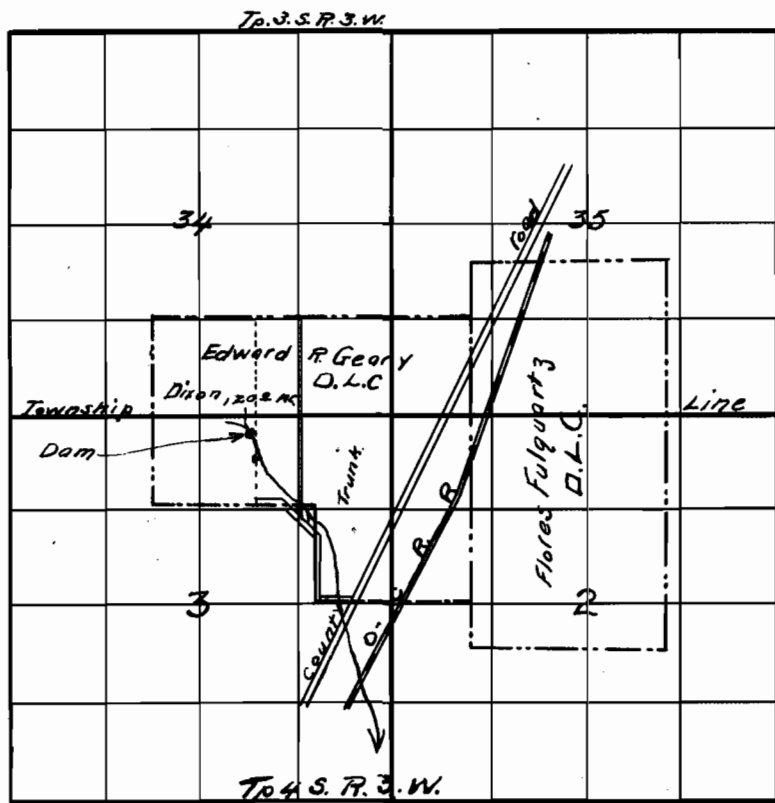 Tp. 3. S. R. 3. W.
34
35
road
Edward R. Geary
D. L. C
Dixon, 20.2 Ac
Township Line
Dam
Trunk
Flores Fulquartz
D. L. C.
R. R.
O.
3
2
County
Tp 4 S. R. 3. W.